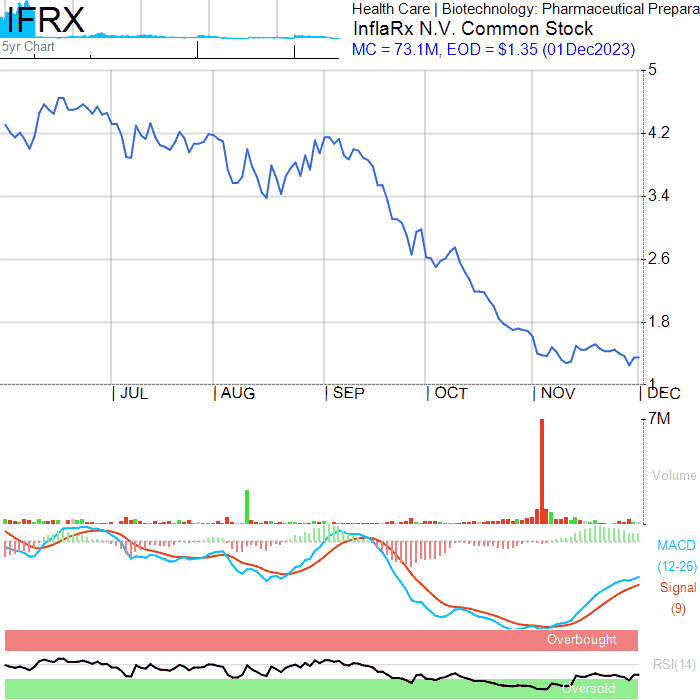 IFRX
5yr Chart
Health Care | Biotechnology: Pharmaceutical Prepara
InflaRx N.V. Common Stock
MC = 73.1M, EOD = $1.35 (01Dec2023)
5
4.2
3.4
2.6
1.8
1
JUL AUG SEP OCT NOV DEC
7M
Volume
MACD
(12-26)
Signal
(9)
Overbought
RSI(14)
Oversold